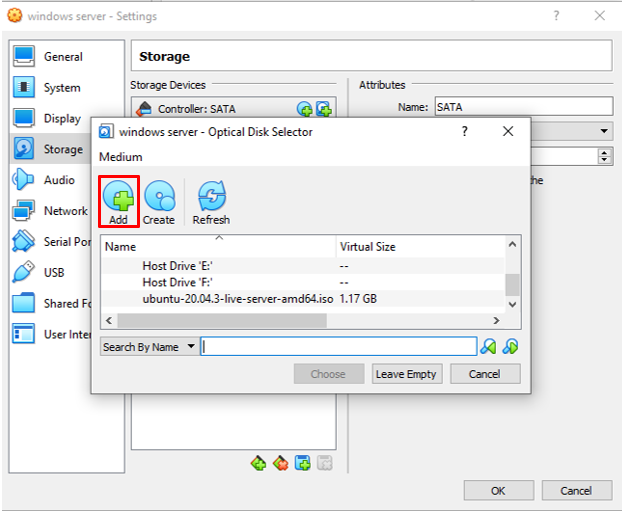 windows server - Settings
?
General
System
Display
Storage
Audio
Network
Serial Por
USB
Shared Fo
User Inter
Storage
Storage Devices
Controller: SATA
Attributes
Name: SATA
the
windows server - Optical Disk Selector
?
Medium
Add Create Refresh
Name Virtual Size
Host Drive 'E:' --
Host Drive 'F:' --
ubuntu-20.04.3-live-server-amd64.iso 1.17 GB
Search By Name
Choose Leave Empty Cancel
OK Cancel